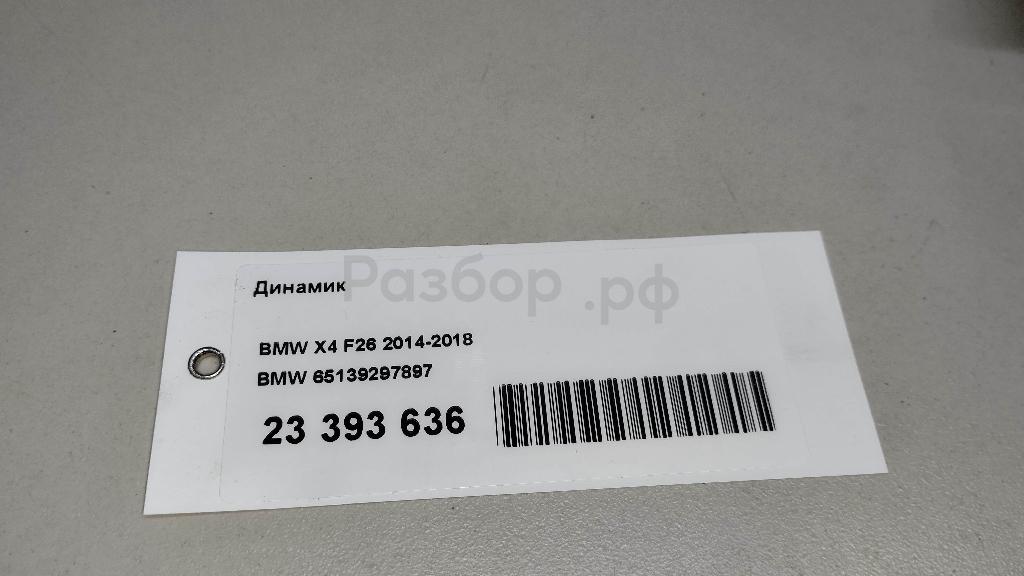 Динамик
Разбор.рф
BMW X4 F26 2014-2018
BMW 65139297897
23 393 636